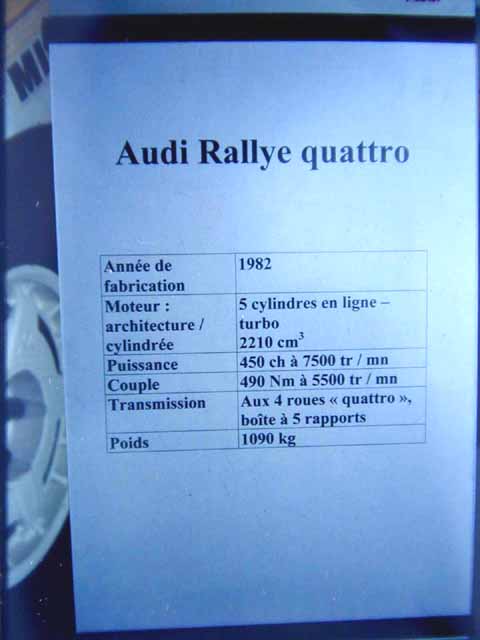 Audi Rallye quattro
Année de fabrication 1982
Moteur : architecture / cylindrée 5 cylindres en ligne – turbo 2210 cm³
Puissance 450 ch à 7500 tr / mn
Couple 490 Nm à 5500 tr / mn
Transmission Aux 4 roues « quattro », boîte à 5 rapports
Poids 1090 kg